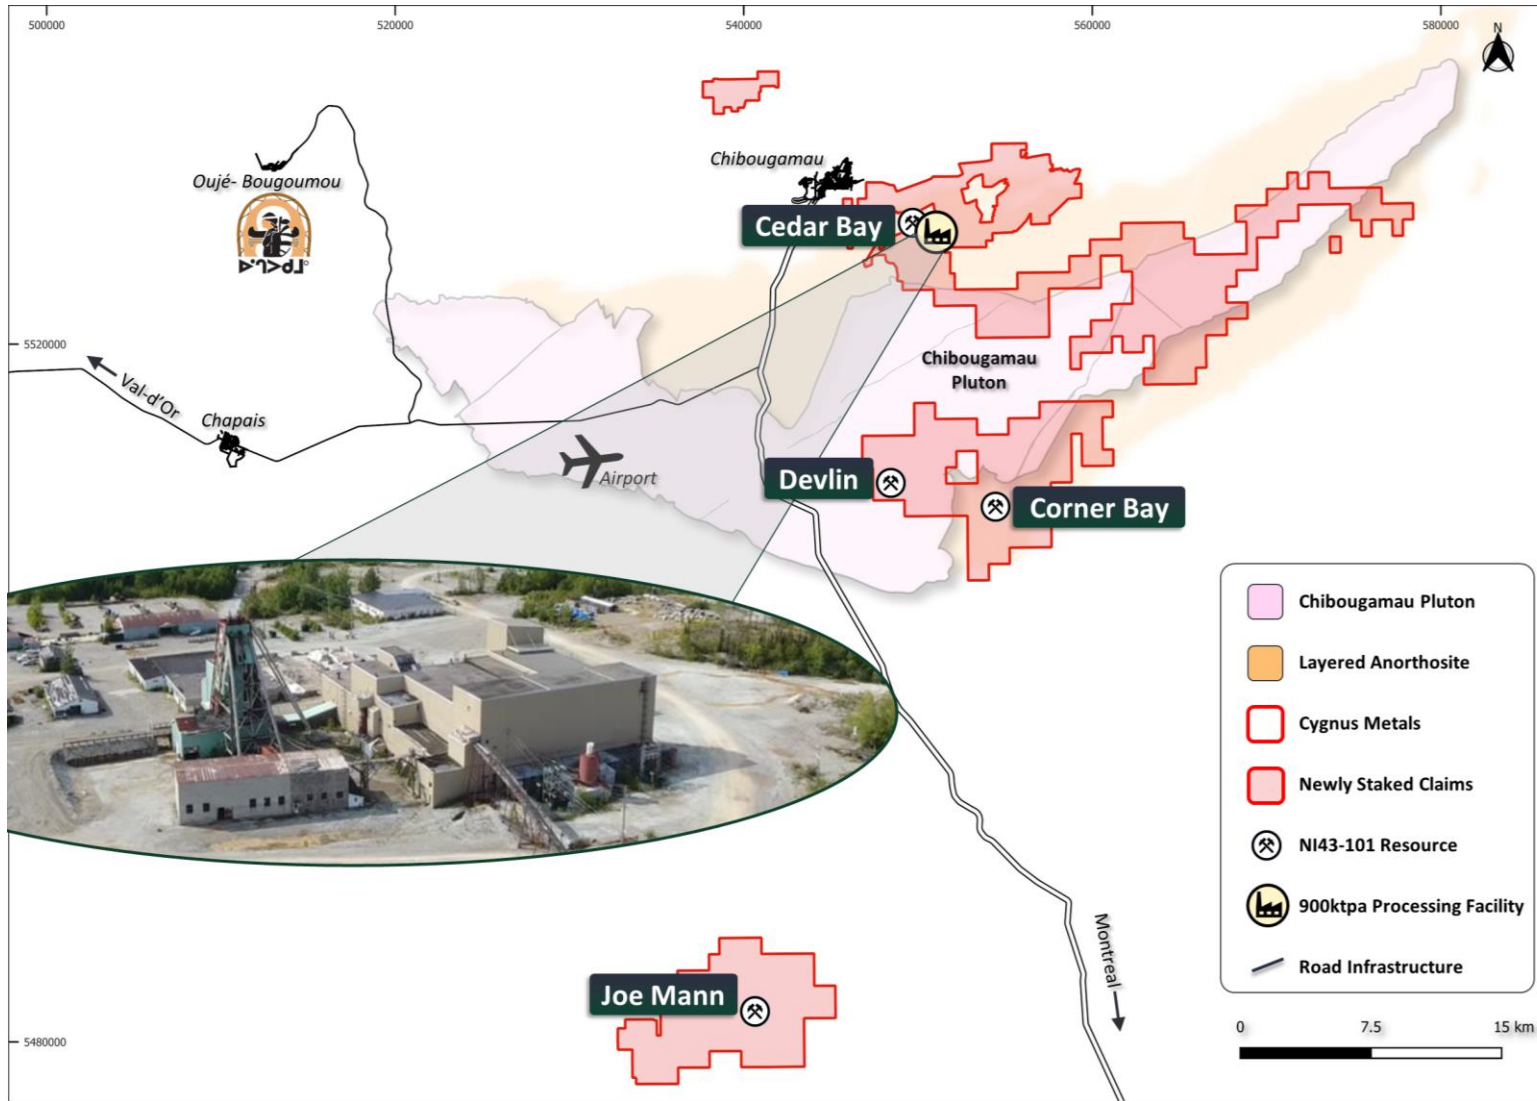 500000
520000
540000
560000
580000
N
Chibougamau
Oujé- Bougoumou
ᐆᒉᐳᑯᒨ
Cedar Bay
5520000
Val-d'Or
Chapais
Chibougamau
Pluton
Airport
Devlin
Corner Bay
Chibougamau Pluton
Layered Anorthosite
Cygnus Metals
Newly Staked Claims
NI43-101 Resource
900ktpa Processing Facility
Road Infrastructure
Montreal
Joe Mann
0
7.5
15 km
5480000